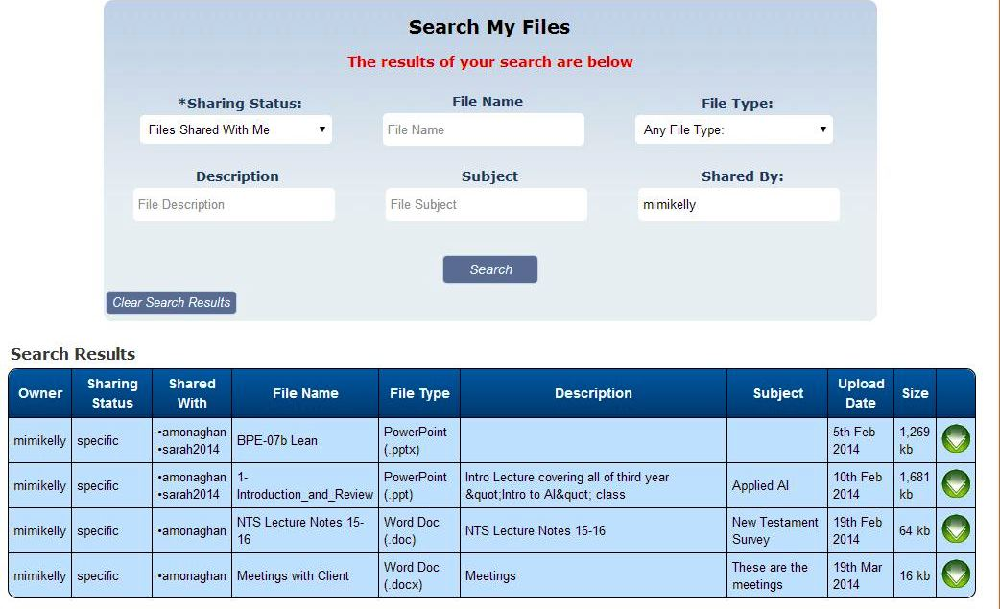 Search My Files
The results of your search are below
*Sharing Status: File Name File Type:
Files Shared With Me File Name Any File Type:
Description Subject Shared By:
File Description File Subject mimikelly
Search
Clear Search Results
Search Results
Owner Sharing Status Shared With File Name File Type Description Subject Upload Date Size
mimikelly specific •amonaghan •sarah2014 BPE-07b Lean PowerPoint (.pptx) 5th Feb 2014 1,269 kb
mimikelly specific •amonaghan •sarah2014 1-Introduction_and_Review PowerPoint (.ppt) Intro Lecture covering all of third year &quot;Intro to AI&quot; class Applied AI 10th Feb 2014 1,681 kb
mimikelly specific •amonaghan NTS Lecture Notes 15-16 Word Doc (.doc) NTS Lecture Notes 15-16 New Testament Survey 19th Feb 2014 64 kb
mimikelly specific •amonaghan Meetings with Client Word Doc (.docx) Meetings These are the meetings 19th Mar 2014 16 kb